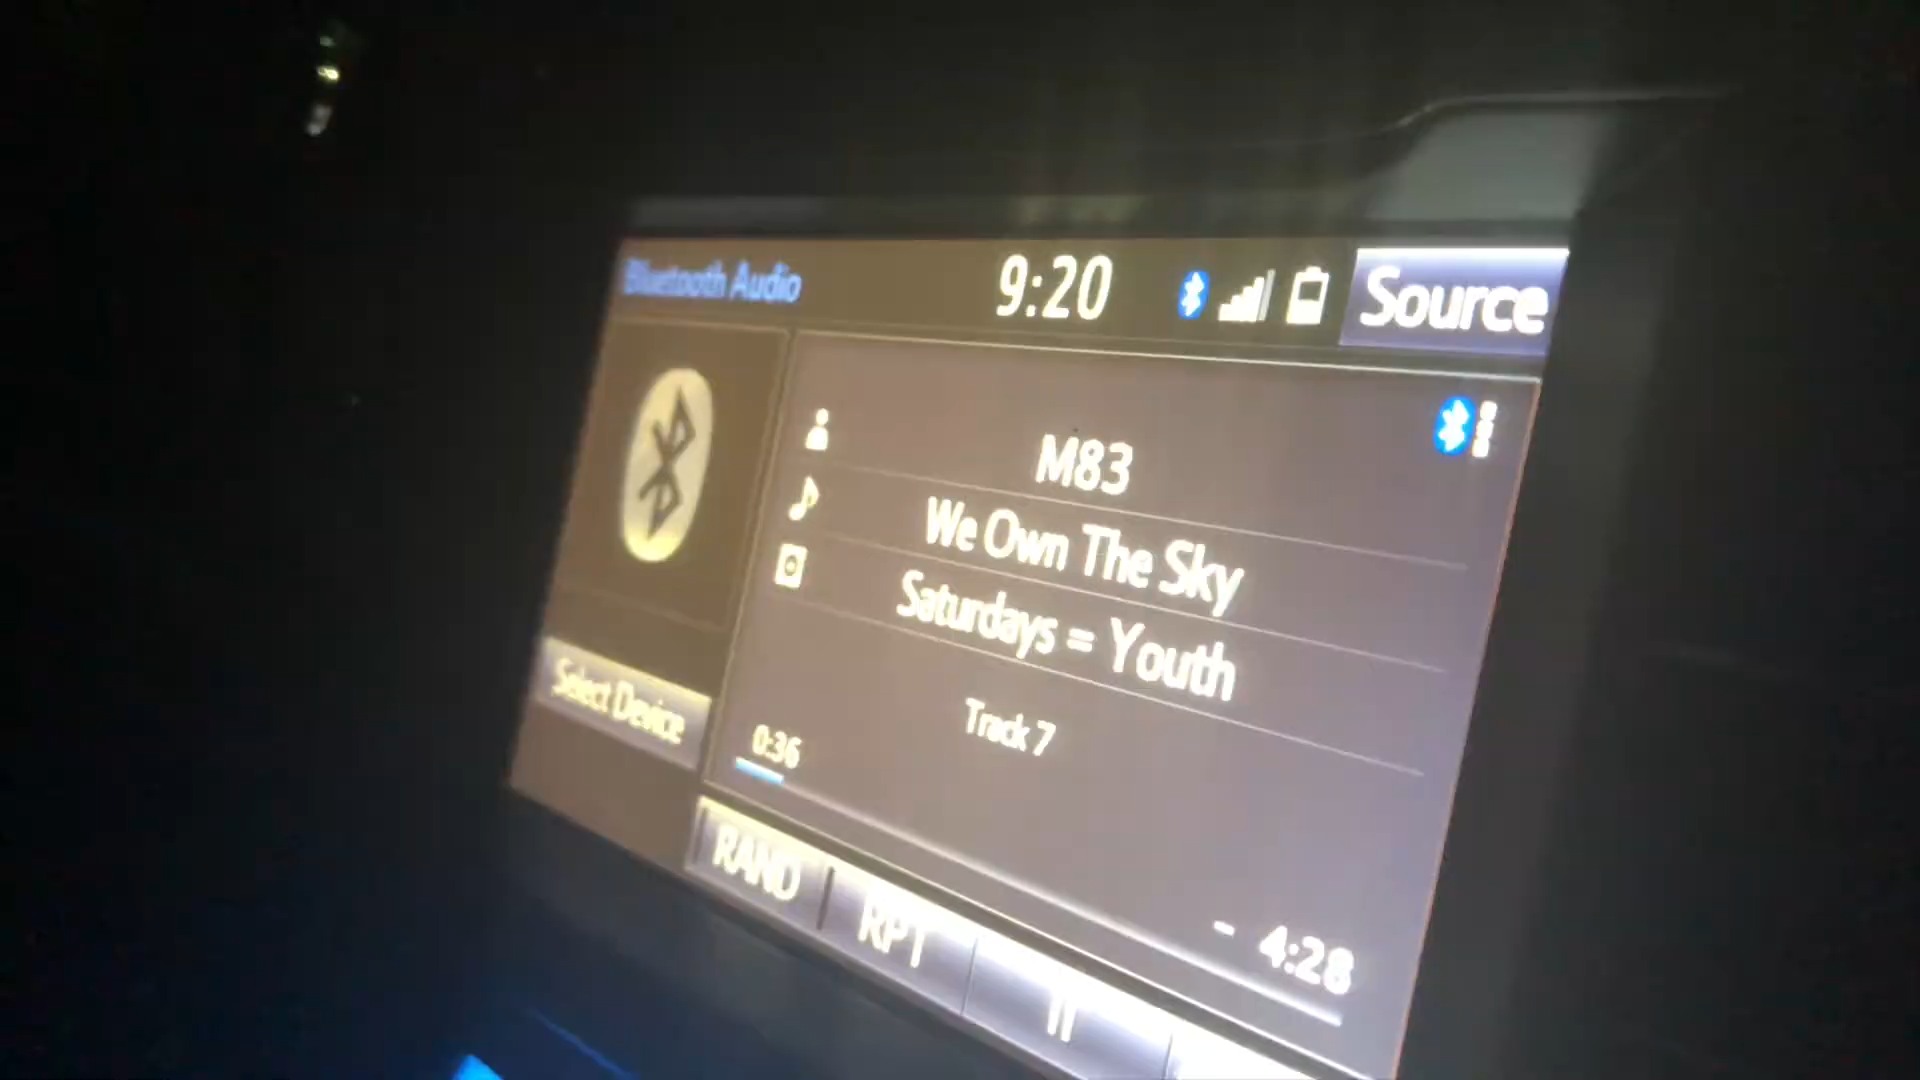 Bluetooth Audio
9:20
Source
M83
We Own The Sky
Saturdays = Youth
Select Device
Track 7
0:36
- 4:28
RAND
RPT